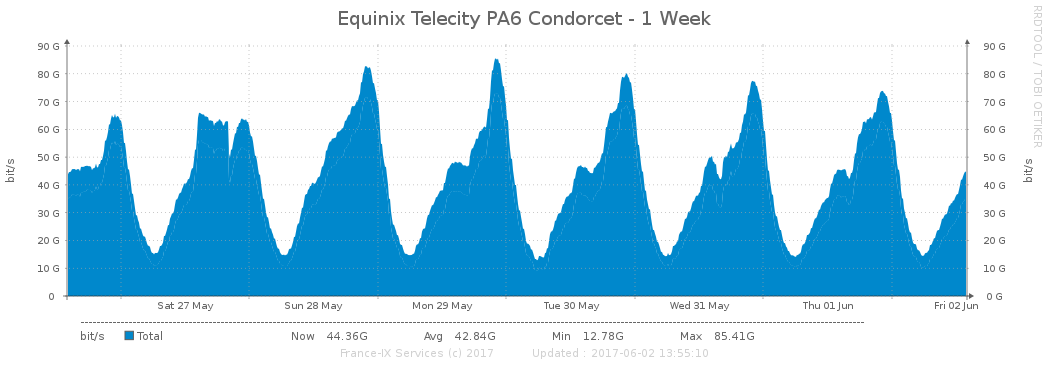 Equinix Telecity PA6 Condorcet - 1 Week
RRDTOOL / TOBI OETIKER
bit/s
90 G
80 G
70 G
60 G
50 G
40 G
30 G
20 G
10 G
0
90 G
80 G
70 G
60 G
50 G
40 G
30 G
20 G
10 G
0 G
bit/s
Sat 27 May Sun 28 May Mon 29 May Tue 30 May Wed 31 May Thu 01 Jun Fri 02 Jun
bit/s Total Now 44.36G Avg 42.84G Min 12.78G Max 85.41G
France-IX Services (c) 2017 Updated : 2017-06-02 13:55:10